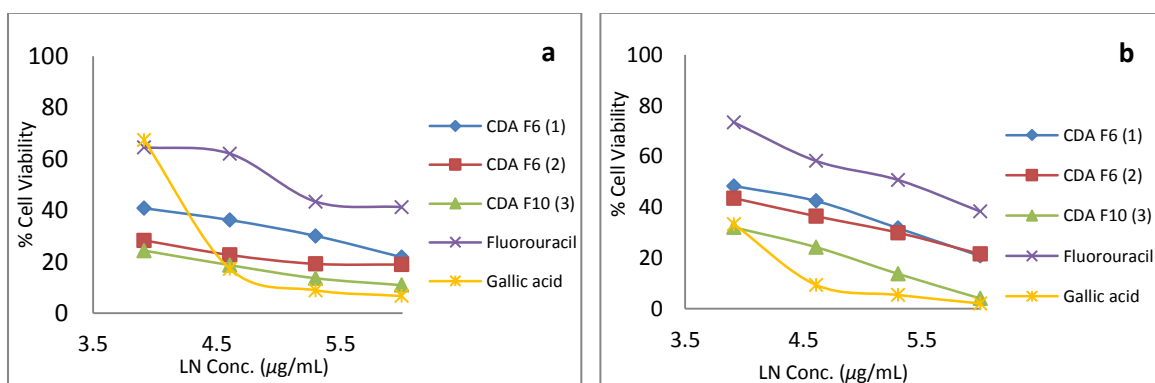 a
100
80
60
40
20
0
% Cell Viability
3.5
4.5
5.5
LN Conc. (µg/mL)
CDA F6 (1)
CDA F6 (2)
CDA F10 (3)
Fluorouracil
Gallic acid
b
100
80
60
40
20
0
% Cell Viability
3.5
4.5
5.5
LN Conc. (µg/mL)
CDA F6 (1)
CDA F6 (2)
CDA F10 (3)
Fluorouracil
Gallic acid